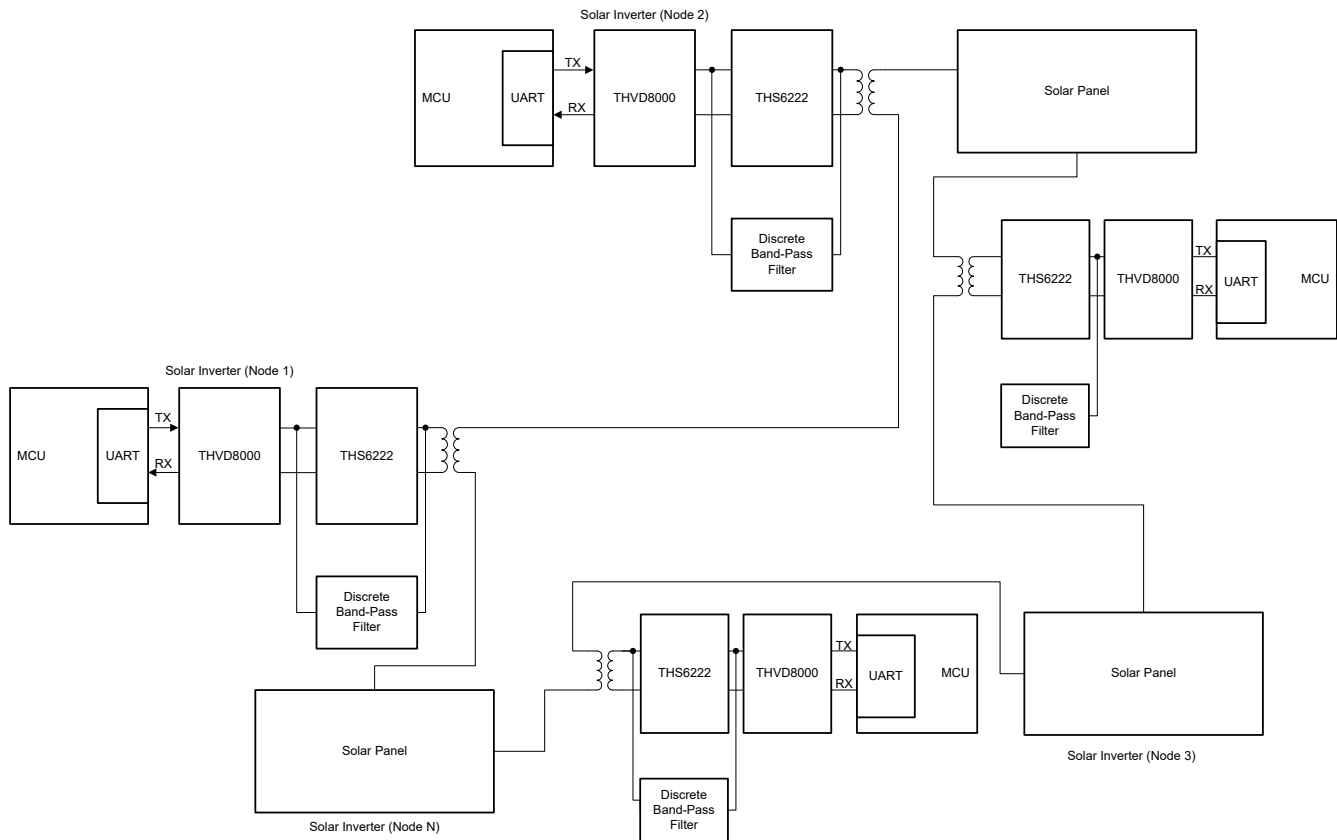 Solar Inverter (Node 2)
MCU
UART
TX
RX
THVD8000
THS6222
Solar Panel
Discrete
Band-Pass
Filter
THS6222
THVD8000
TX
RX
UART
MCU
Discrete
Band-Pass
Filter
Solar Inverter (Node 1)
MCU
UART
TX
RX
THVD8000
THS6222
Discrete
Band-Pass
Filter
THS6222
THVD8000
TX
RX
UART
MCU
Solar Panel
Solar Inverter (Node 3)
Solar Panel
Solar Inverter (Node N)
Discrete
Band-Pass
Filter